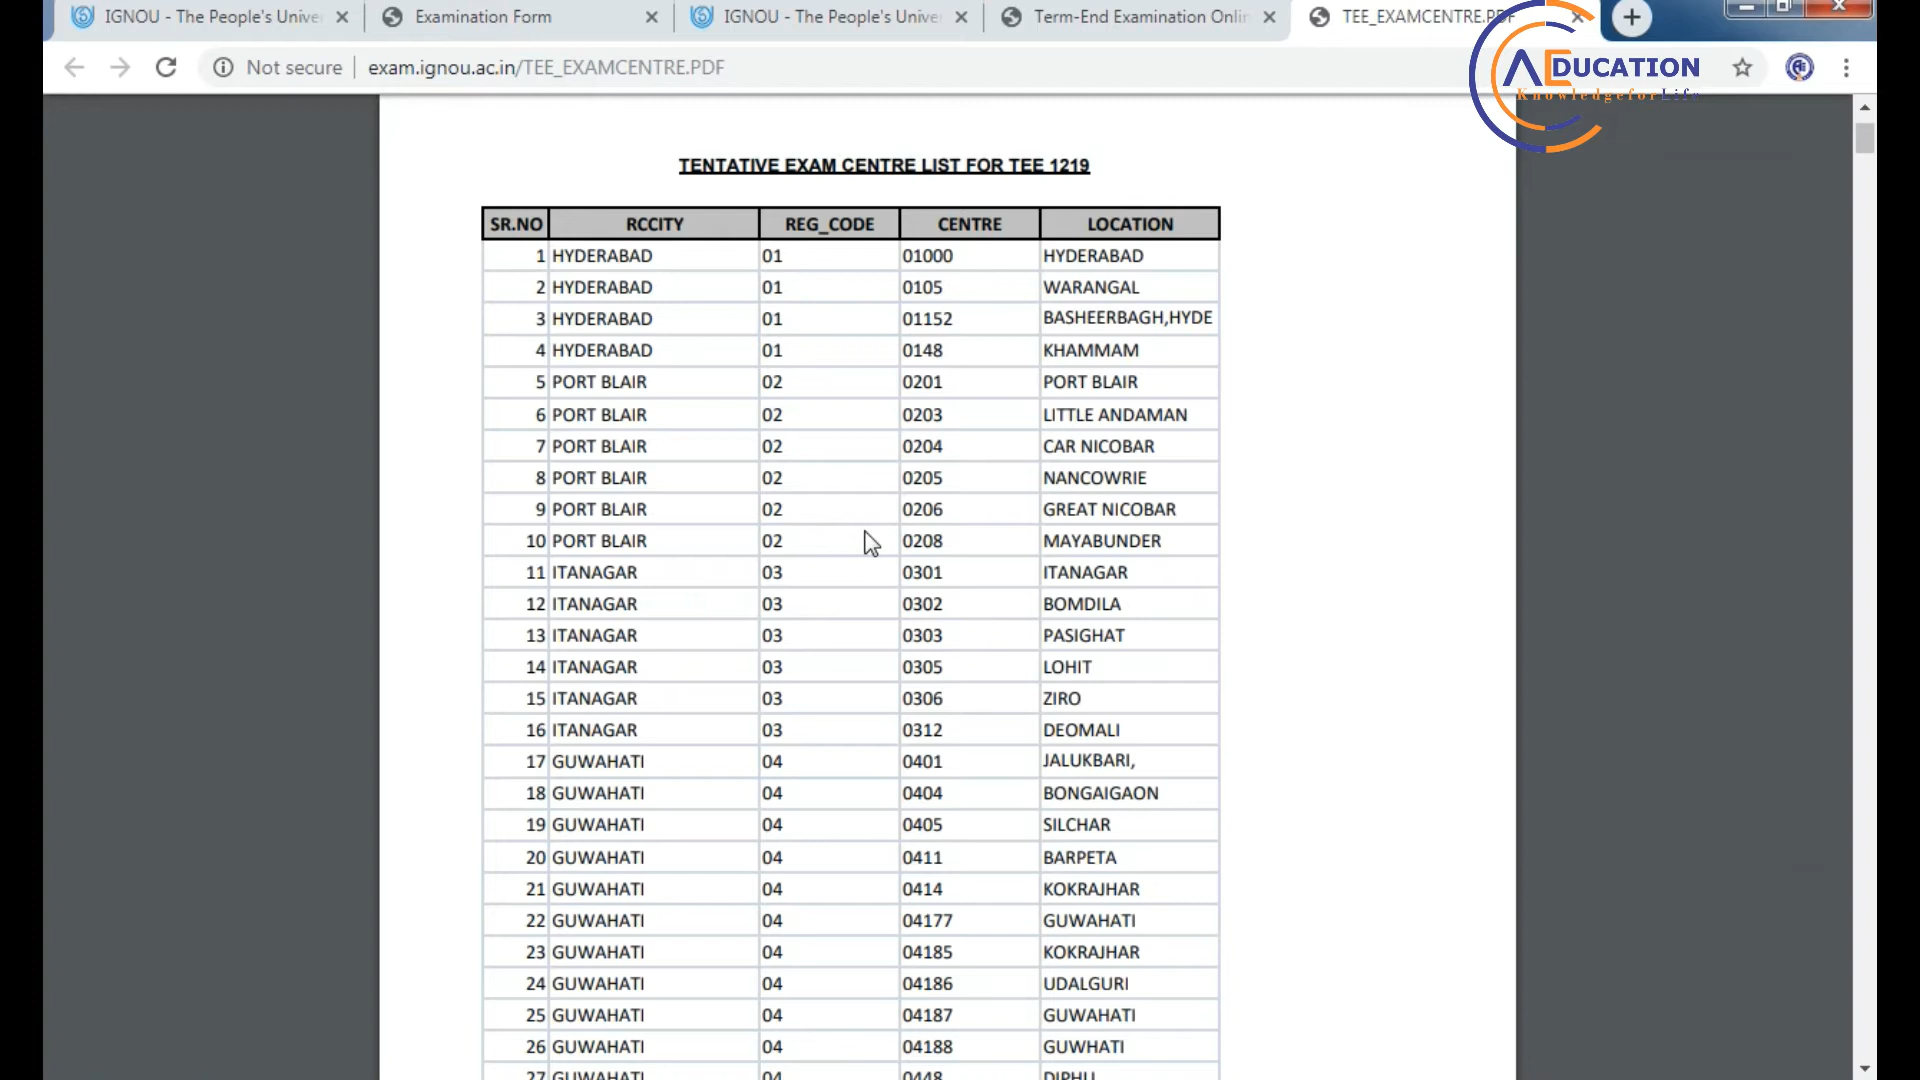 IGNOU - The People's Unive
Examination Form
IGNOU - The People's Unive
Term-End Examination Onli
TEE_EXAMCENTRE.PDF
Not secure
exam.ignou.ac.in/TEE_EXAMCENTRE.PDF
AEDUCATION
KnowledgeforLife
TENTATIVE EXAM CENTRE LIST FOR TEE 1219
SR.NO RCCITY REG_CODE CENTRE LOCATION
1 HYDERABAD 01 01000 HYDERABAD
2 HYDERABAD 01 0105 WARANGAL
3 HYDERABAD 01 01152 BASHEERBAGH,HYDE
4 HYDERABAD 01 0148 KHAMMAM
5 PORT BLAIR 02 0201 PORT BLAIR
6 PORT BLAIR 02 0203 LITTLE ANDAMAN
7 PORT BLAIR 02 0204 CAR NICOBAR
8 PORT BLAIR 02 0205 NANCOWRIE
9 PORT BLAIR 02 0206 GREAT NICOBAR
10 PORT BLAIR 02 0208 MAYABUNDER
11 ITANAGAR 03 0301 ITANAGAR
12 ITANAGAR 03 0302 BOMDILA
13 ITANAGAR 03 0303 PASIGHAT
14 ITANAGAR 03 0305 LOHIT
15 ITANAGAR 03 0306 ZIRO
16 ITANAGAR 03 0312 DEOMALI
17 GUWAHATI 04 0401 JALUKBARI,
18 GUWAHATI 04 0404 BONGAIGAON
19 GUWAHATI 04 0405 SILCHAR
20 GUWAHATI 04 0411 BARPETA
21 GUWAHATI 04 0414 KOKRAJHAR
22 GUWAHATI 04 04177 GUWAHATI
23 GUWAHATI 04 04185 KOKRAJHAR
24 GUWAHATI 04 04186 UDALGURI
25 GUWAHATI 04 04187 GUWAHATI
26 GUWAHATI 04 04188 GUWHATI
27 GUWAHATI 04 0448 DIPHU